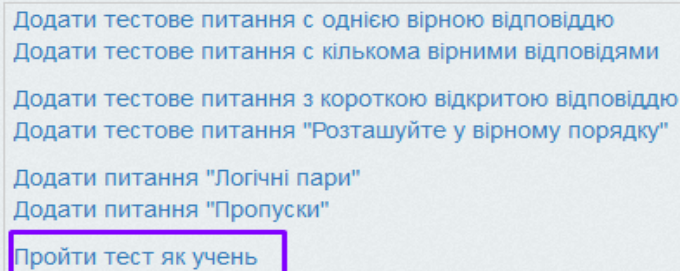 Додати тестове питання с однією вірною відповіддю
Додати тестове питання с кількома вірними відповідями
Додати тестове питання з короткою відкритою відповіддю
Додати тестове питання "Розташуйте у вірному порядку"
Додати питання "Логічні пари"
Додати питання "Пропуски"
Пройти тест як учень